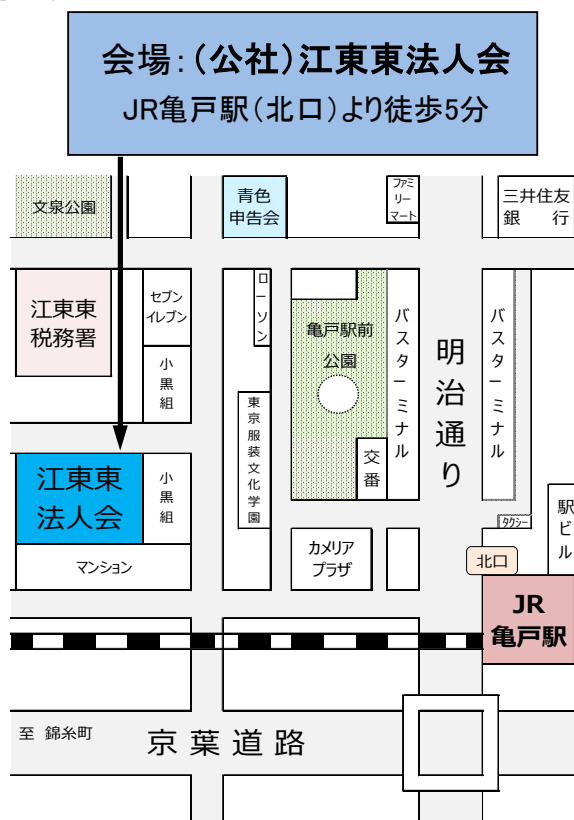 会場：（公社）江東東法人会
JR亀戸駅（北口）より徒歩5分
文泉公園
青色
申告会
ファミ
リー
マート
三井住友
銀　行
江東東
税務署
セブン
イレブン
小黒組
ローソン
亀戸駅前
公園
バスターミナル
明治通り
バスターミナル
東京服装文化学園
交番
江東東
法人会
小黒組
タクシー
駅ビル
マンション
カメリア
プラザ
北口
JR
亀戸駅
至 錦糸町
京葉道路